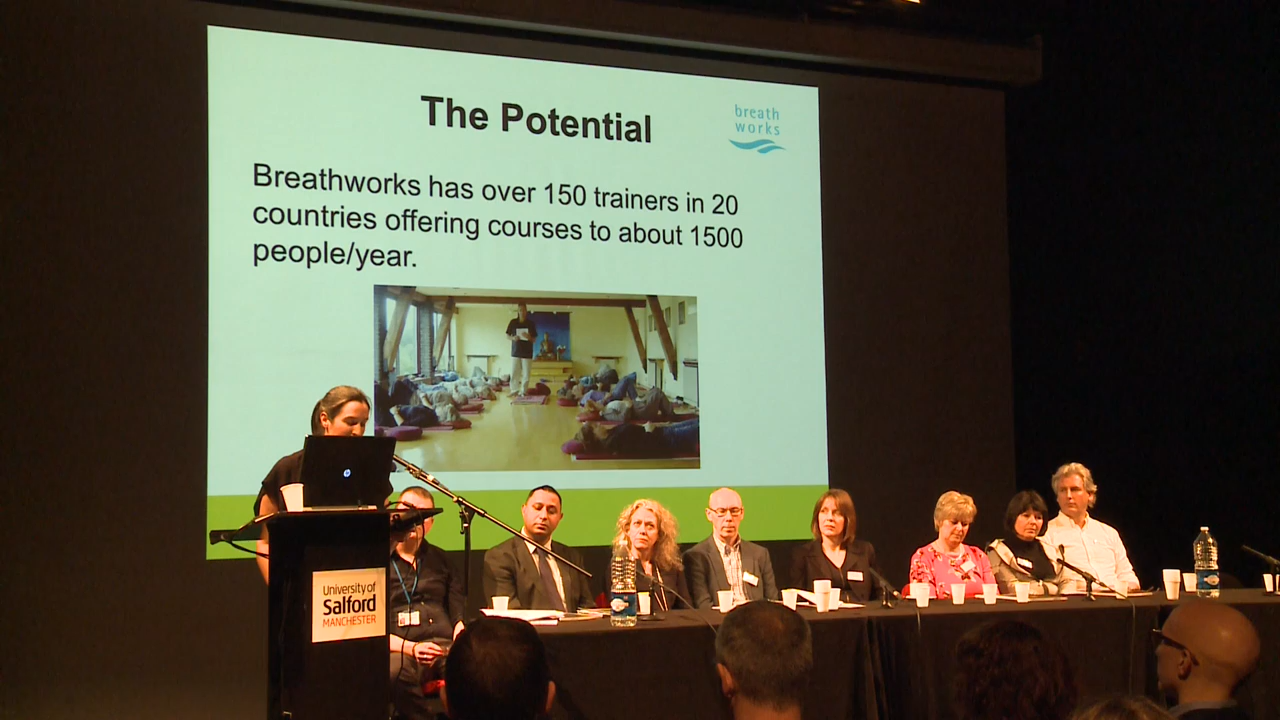 The Potential
breath
works
Breathworks has over 150 trainers in 20
countries offering courses to about 1500
people/year.
University of
Salford
MANCHESTER